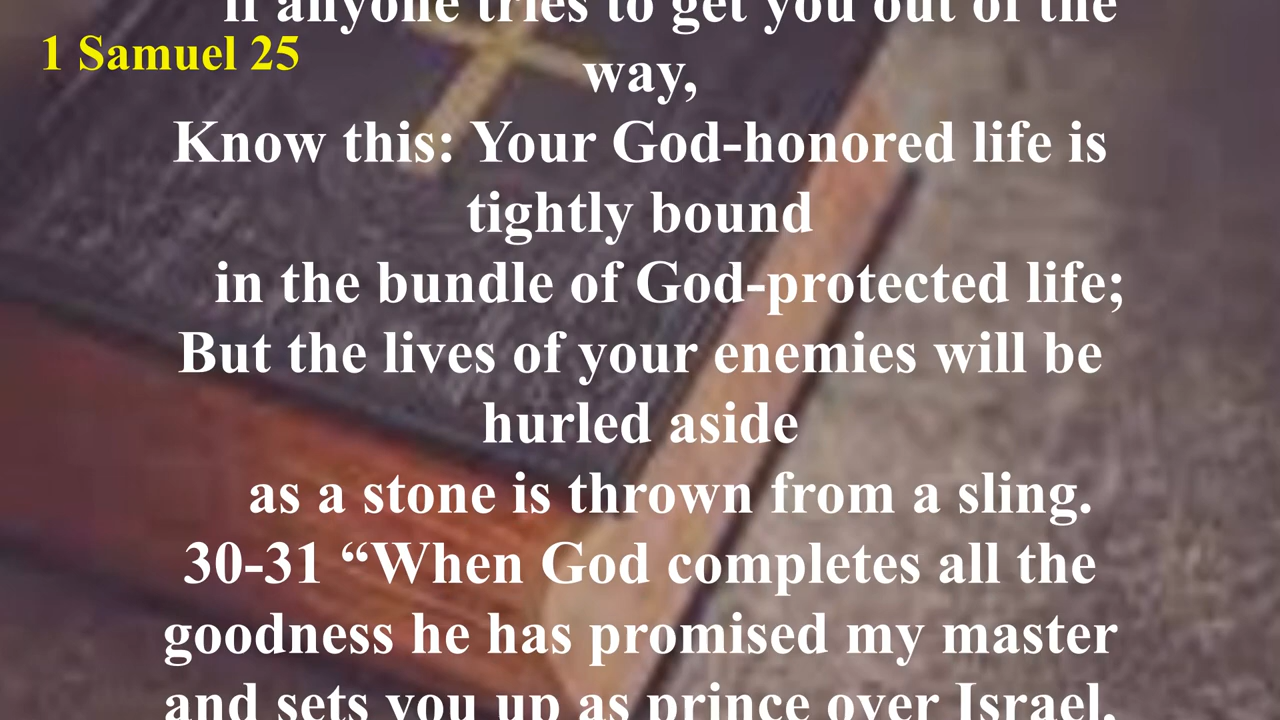 if anyone tries to get you out of the
1 Samuel 25
way,
Know this: Your God-honored life is
tightly bound
in the bundle of God-protected life;
But the lives of your enemies will be
hurled aside
as a stone is thrown from a sling.
30-31 “When God completes all the
goodness he has promised my master
and sets you up as prince over Israel,